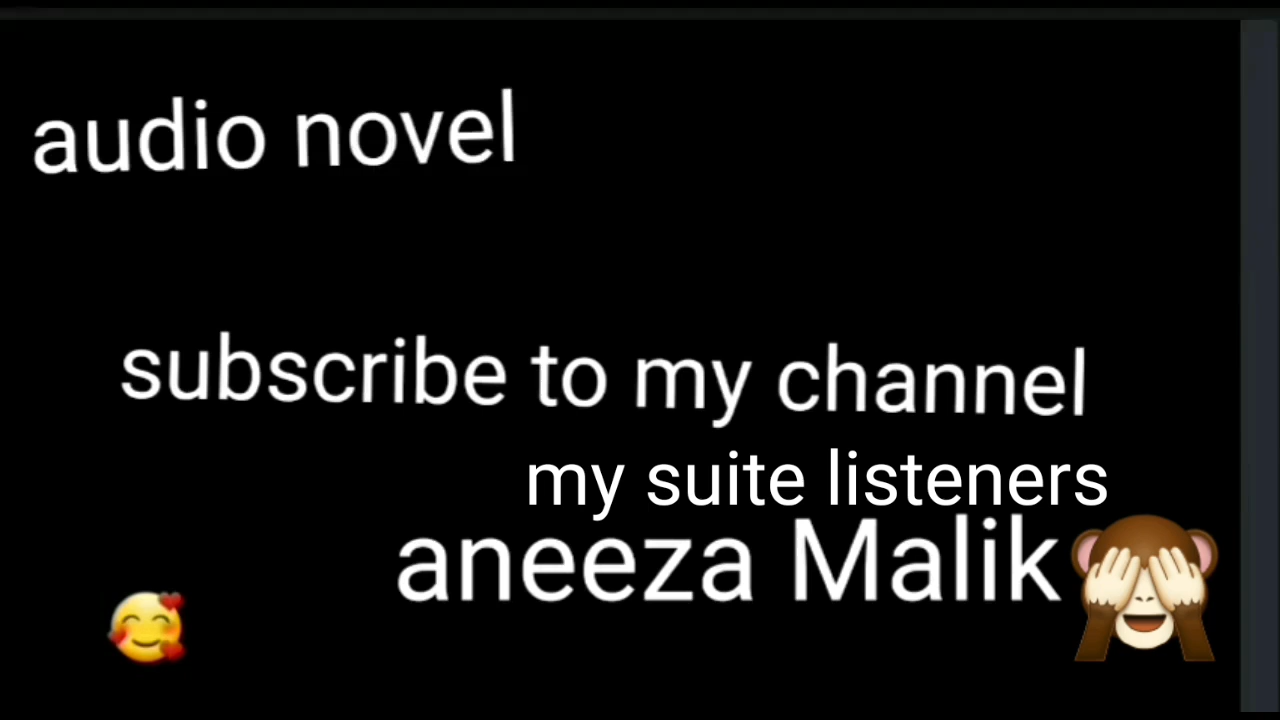 audio novel
subscribe to my channel
my suite listeners
aneeza Malik